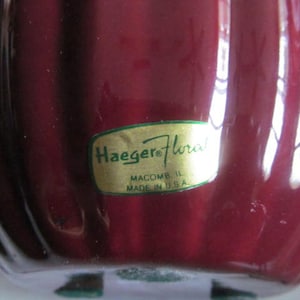 Haeger® Floral
MACOMB, IL.
MADE IN U.S.A.